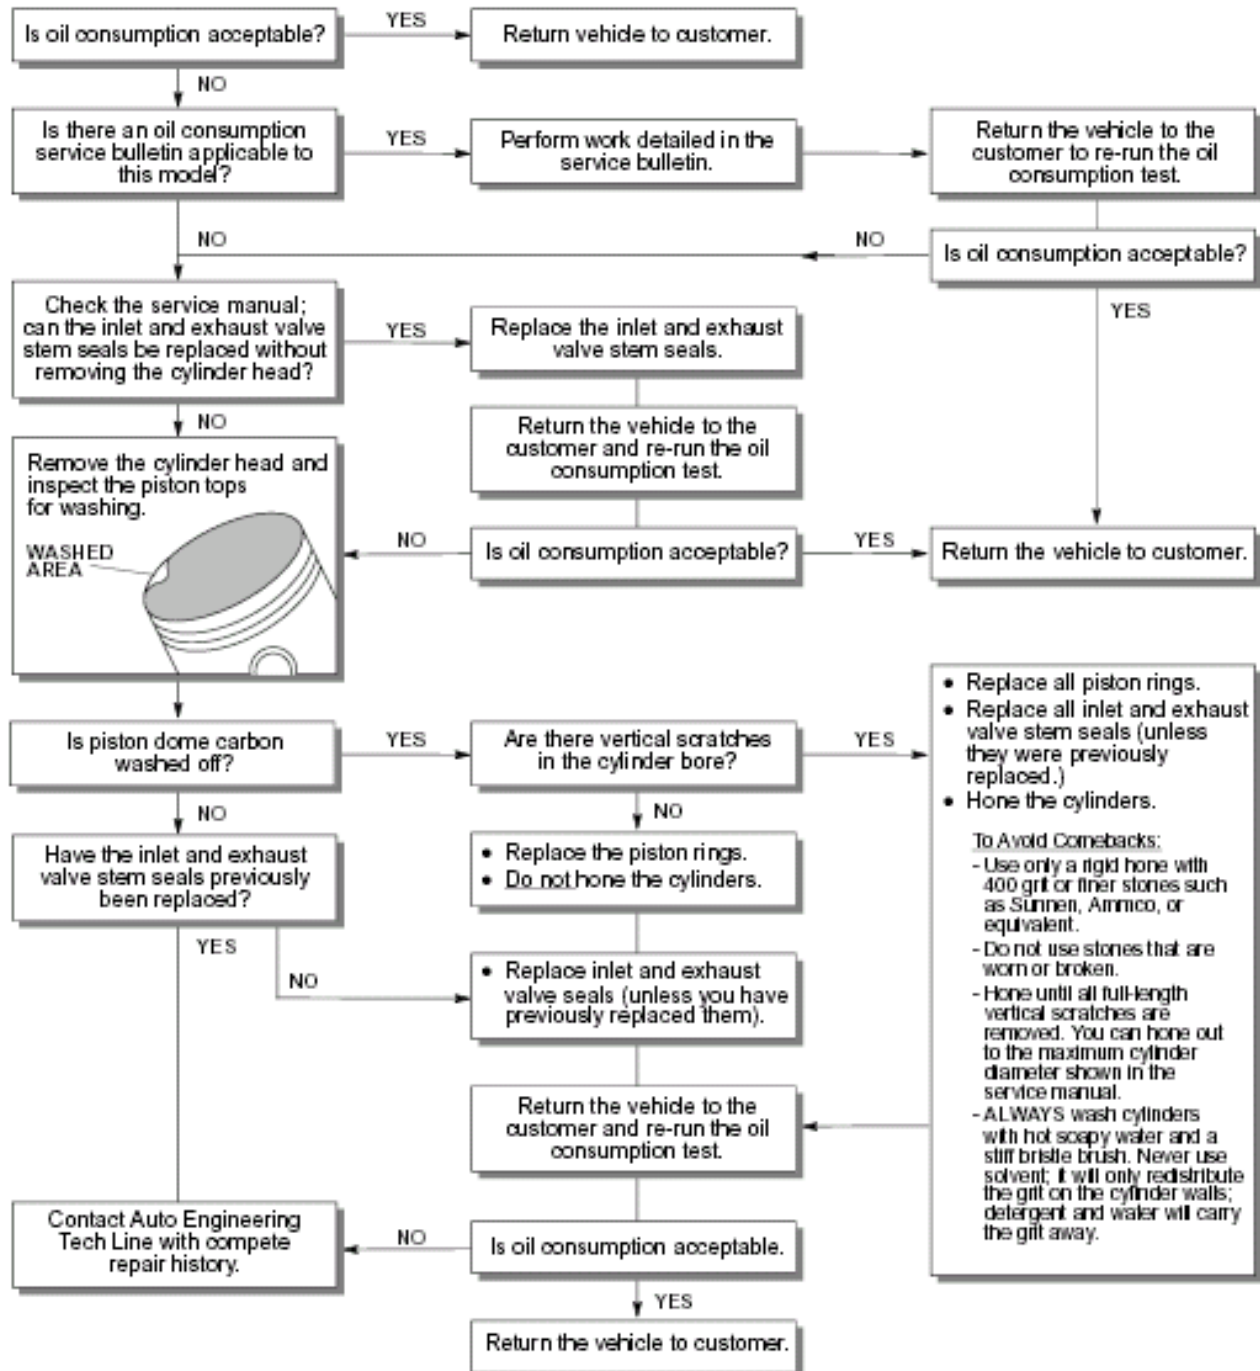 Is oil consumption acceptable?
YES
Return vehicle to customer.
NO
Is there an oil consumption
service bulletin applicable to
this model?
YES
Perform work detailed in the
service bulletin.
Return the vehicle to the
customer to re-run the oil
consumption test.
NO
NO
Is oil consumption acceptable?
YES
Check the service manual;
can the inlet and exhaust valve
stem seals be replaced without
removing the cylinder head?
YES
Replace the inlet and exhaust
valve stem seals.
NO
Return the vehicle to the
customer and re-run the oil
consumption test.
Remove the cylinder head and
inspect the piston tops
for washing.
WASHED
AREA
NO
Is oil consumption acceptable?
YES
Return the vehicle to customer.
Is piston dome carbon
washed off?
YES
Are there vertical scratches
in the cylinder bore?
YES
• Replace all piston rings.
• Replace all inlet and exhaust
valve stem seals (unless
they were previously
replaced.)
• Hone the cylinders.
To Avoid Comebacks:
- Use only a rigid hone with
400 grit or finer stones such
as Sunnen, Ammco, or
equivalent.
- Do not use stones that are
worn or broken.
- Hone until all full-length
vertical scratches are
removed. You can hone out
to the maximum cylinder
diameter shown in the
service manual.
- ALWAYS wash cylinders
with hot soapy water and a
stiff bristle brush. Never use
solvent; it will only redistribute
the grit on the cylinder walls;
detergent and water will carry
the grit away.
NO
NO
Have the inlet and exhaust
valve stem seals previously
been replaced?
• Replace the piston rings.
• Do not hone the cylinders.
YES
NO
• Replace inlet and exhaust
valve seals (unless you have
previously replaced them).
Return the vehicle to the
customer and re-run the oil
consumption test.
Contact Auto Engineering
Tech Line with compete
repair history.
NO
Is oil consumption acceptable.
YES
Return the vehicle to customer.